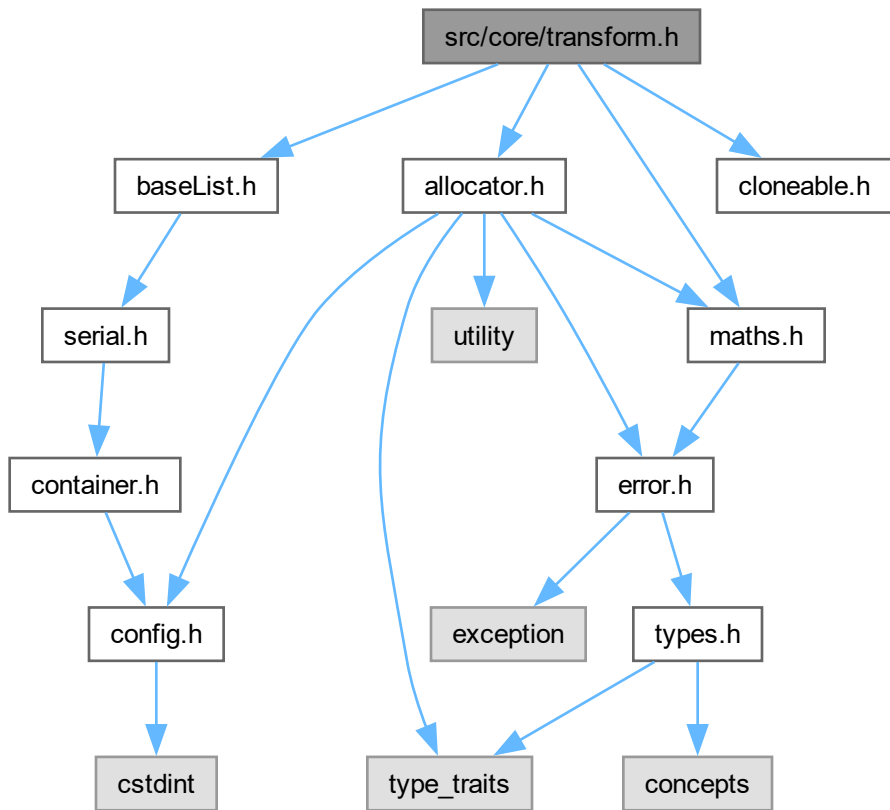 src/core/transform.h
baseList.h
allocator.h
cloneable.h
serial.h
utility
maths.h
container.h
error.h
config.h
exception
types.h
cstdint
type_traits
concepts